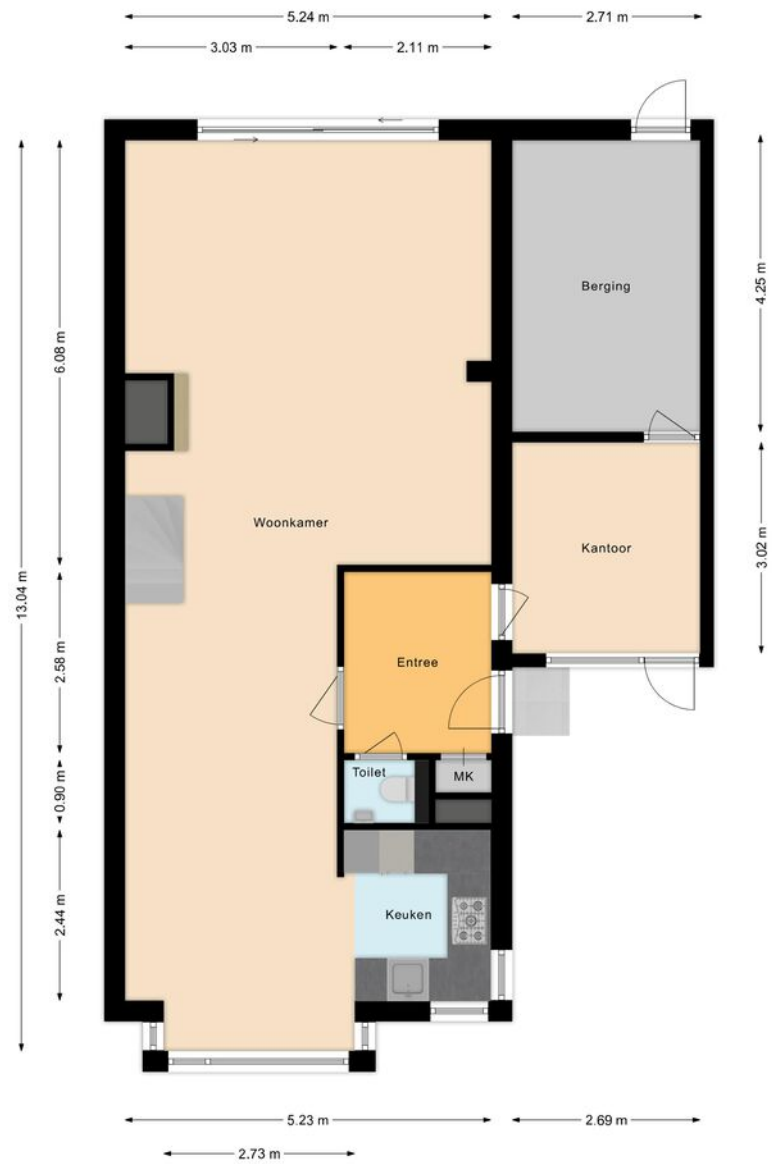 5.24 m
2.71 m
3.03 m
2.11 m
Berging
4.25 m
6.08 m
Woonkamer
Kantoor
3.02 m
13.04 m
2.58 m
Entree
Toilet
MK
0.90 m
Keuken
2.44 m
5.23 m
2.69 m
2.73 m